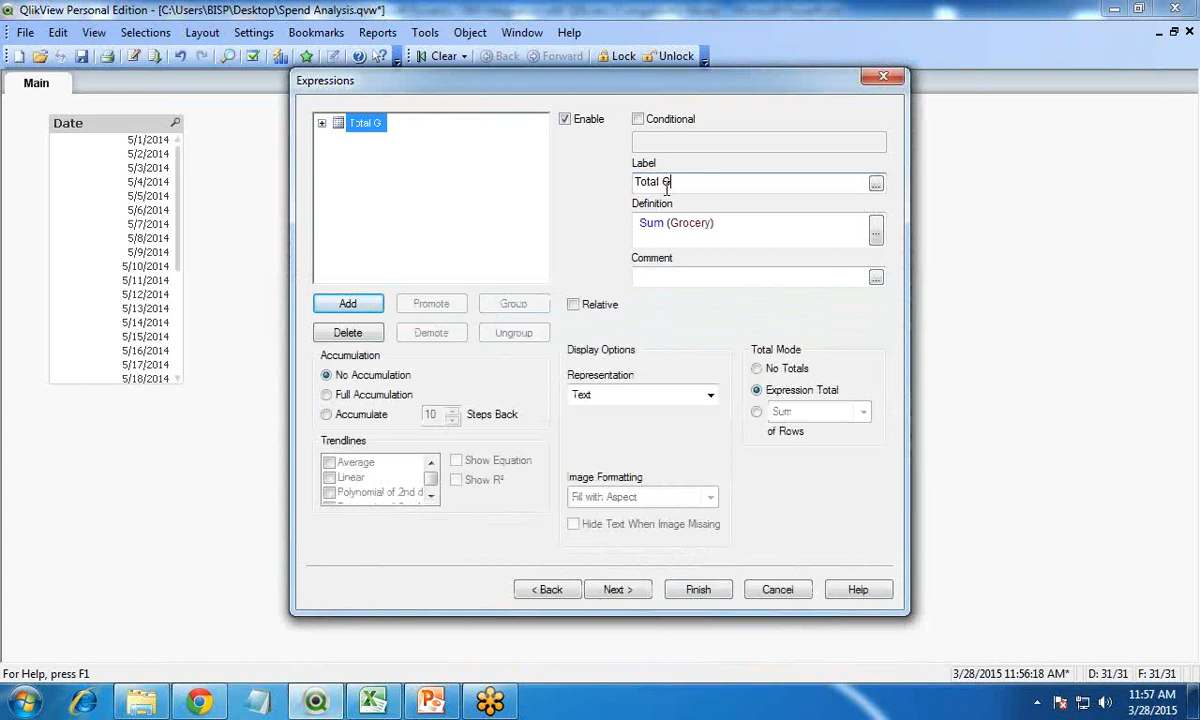 QlikView Personal Edition - [C:\Users\BISP\Desktop\Spend Analysis.qvw*]
File Edit View Selections Layout Settings Bookmarks Reports Tools Object Window Help
Clear Back Forward Lock Unlock
Main
Expressions
Date
5/1/2014
5/2/2014
5/3/2014
5/4/2014
5/5/2014
5/6/2014
5/7/2014
5/8/2014
5/9/2014
5/10/2014
5/11/2014
5/12/2014
5/13/2014
5/14/2014
5/15/2014
5/16/2014
5/17/2014
5/18/2014
Total G
Enable
Conditional
Label
Total G
...
Definition
Sum (Grocery)
...
Comment
...
Add Promote Group
Relative
Delete Demote Ungroup
Accumulation
No Accumulation
Full Accumulation
Accumulate 10 Steps Back
Trendlines
Average
Linear
Polynomial of 2nd d
Show Equation
Show R²
Display Options
Representation
Text
Image Formatting
Fill with Aspect
Hide Text When Image Missing
Total Mode
No Totals
Expression Total
Sum
of Rows
< Back Next > Finish Cancel Help
For Help, press F1
3/28/2015 11:56:18 AM* D: 31/31 F: 31/31
11:57 AM
3/28/2015